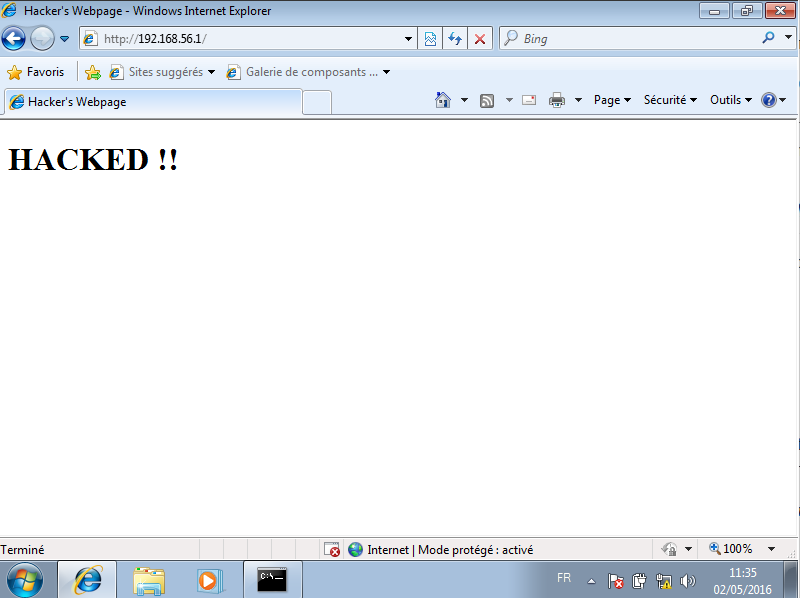 Hacker's Webpage - Windows Internet Explorer
http://192.168.56.1/
Bing
Favoris
Sites suggérés
Galerie de composants ...
Hacker's Webpage
Page
Sécurité
Outils
HACKED !!
Terminé
Internet | Mode protégé : activé
100%
C:\
FR
11:35
02/05/2016